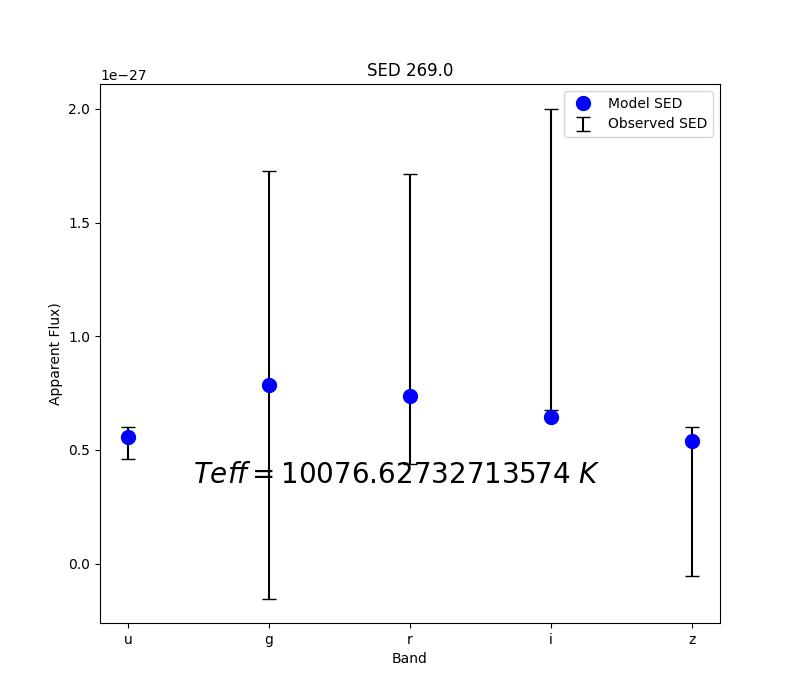 SED 269.0
1e−27
Model SED
Observed SED
2.0
1.5
1.0
0.5
0.0
Apparent Flux)
Teff = 10076.62732713574 K
u g r i z
Band